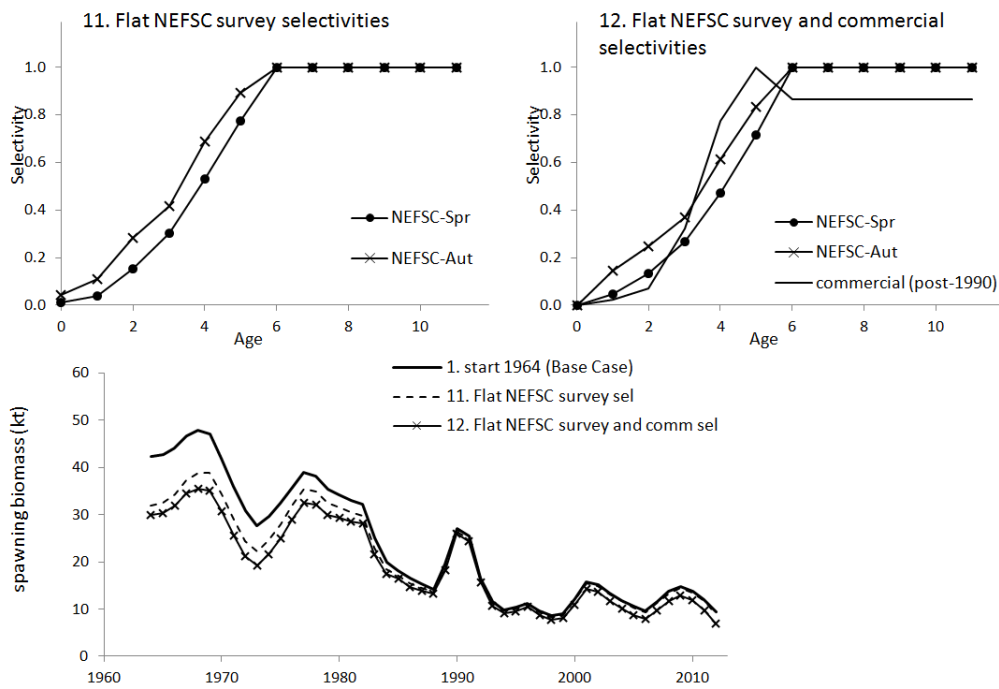 11. Flat NEFSC survey selectivities
Selectivity
1.0
0.8
0.6
0.4
0.2
0.0
0 2 4 6 8 10
Age
NEFSC-Spr
NEFSC-Aut
12. Flat NEFSC survey and commercial
selectivities
Selectivity
1.0
0.8
0.6
0.4
0.2
0.0
0 2 4 6 8 10
Age
NEFSC-Spr
NEFSC-Aut
commercial (post-1990)
spawning biomass (kt)
60
50
40
30
20
10
0
1960 1970 1980 1990 2000 2010
1. start 1964 (Base Case)
11. Flat NEFSC survey sel
12. Flat NEFSC survey and comm sel